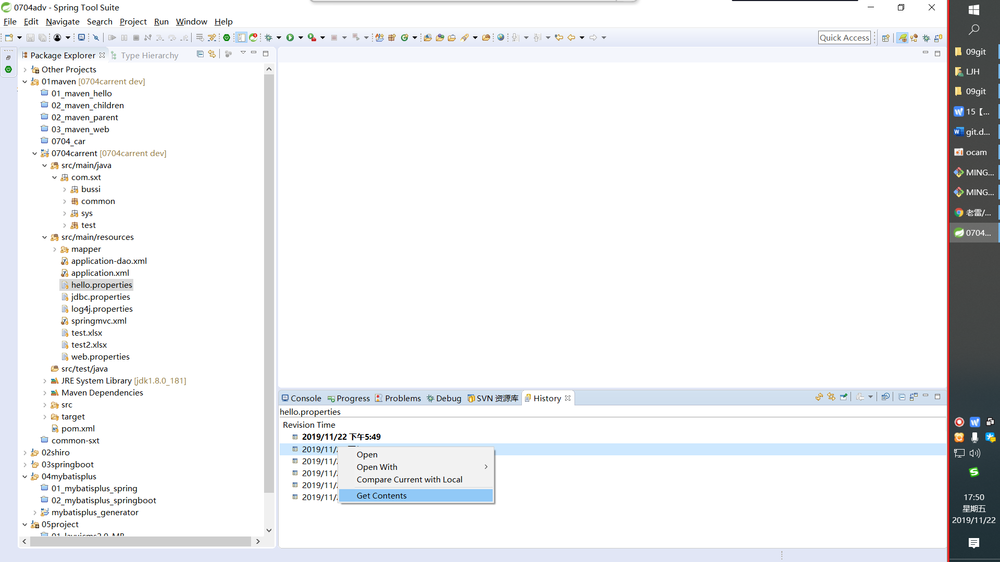 0704adv - Spring Tool Suite
File Edit Navigate Search Project Run Window Help
Quick Access
Package Explorer Type Hierarchy
Other Projects
01maven [0704carrent dev]
01_maven_hello
02_maven_children
02_maven_parent
03_maven_web
0704_car
0704carrent [0704carrent dev]
src/main/java
com.sxt
bussi
common
sys
test
src/main/resources
mapper
application-dao.xml
application.xml
hello.properties
jdbc.properties
log4j.properties
springmvc.xml
test.xlsx
test2.xlsx
web.properties
src/test/java
JRE System Library [jdk1.8.0_181]
Maven Dependencies
src
target
pom.xml
common-sxt
02shiro
03springboot
04mybatisplus
01_mybatisplus_spring
02_mybatisplus_springboot
mybatisplus_generator
05project
Console Progress Problems Debug SVN 资源库 History
hello.properties
Revision Time
2019/11/22 下午5:49
2019/11/
2019/11/
2019/11/
2019/11/
2019/11/
Open
Open With
Compare Current with Local
Get Contents
09git
LJH
09git
15【...
git.d...
ocam
MING...
MING...
老雷/...
0704...
17:50
星期五
2019/11/22